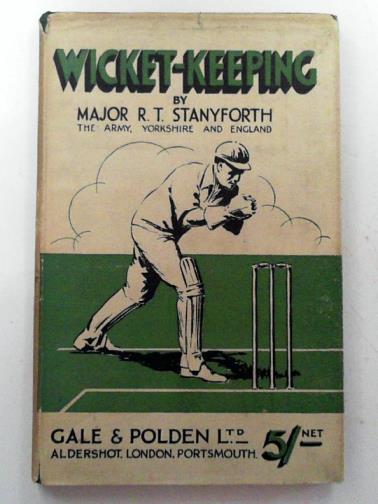 WICKET-KEEPING
BY
MAJOR R. T. STANYFORTH
THE ARMY, YORKSHIRE AND ENGLAND
GALE & POLDEN LTD
5/- NET
ALDERSHOT, LONDON, PORTSMOUTH.